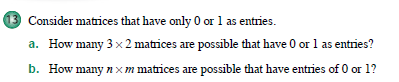 13 Consider matrices that have only 0 or 1 as entries.
a. How many 3 × 2 matrices are possible that have 0 or 1 as entries?
b. How many n × m matrices are possible that have entries of 0 or 1?